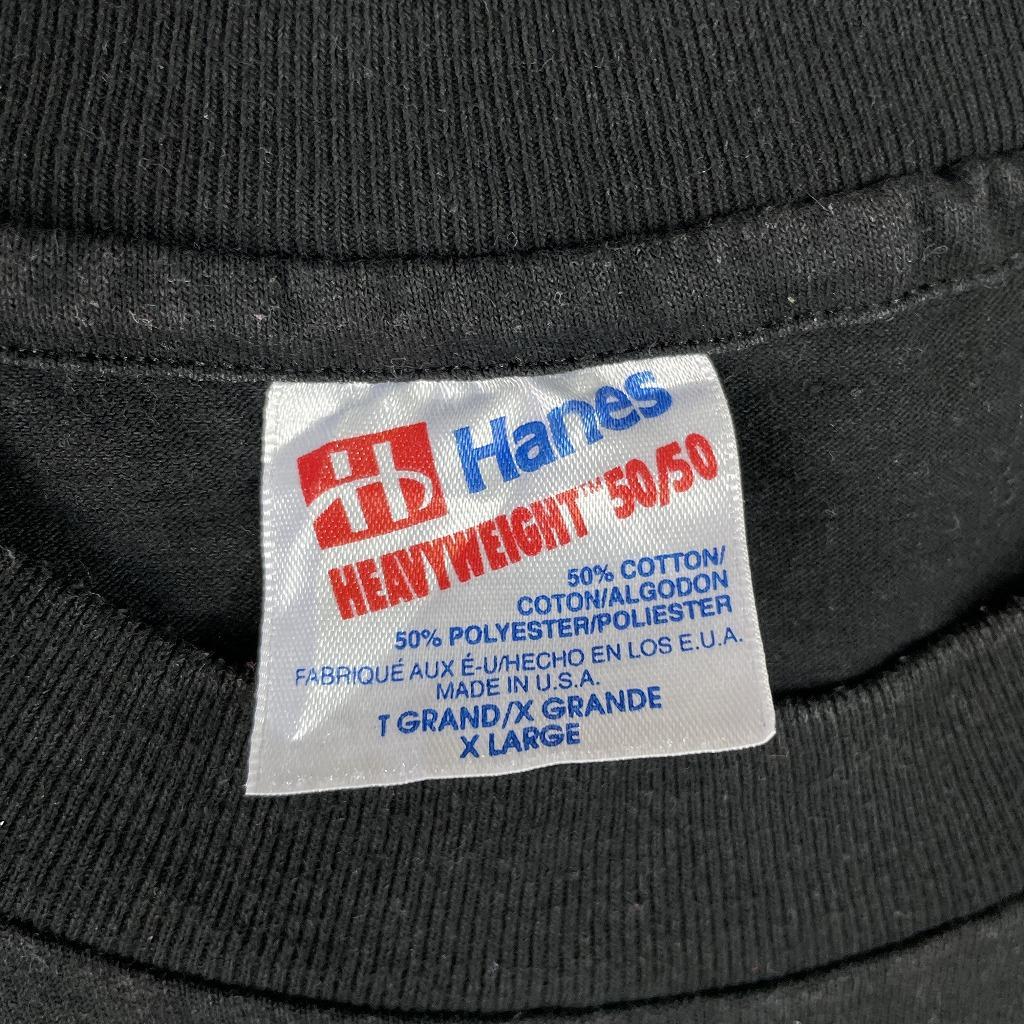 H Hanes
HEAVYWEIGHT™ 50/50
50% COTTON/
COTON/ALGODON
50% POLYESTER/POLIESTER
FABRIQUÉ AUX É-U/HECHO EN LOS E.U.A.
MADE IN U.S.A.
T GRAND/X GRANDE
X LARGE